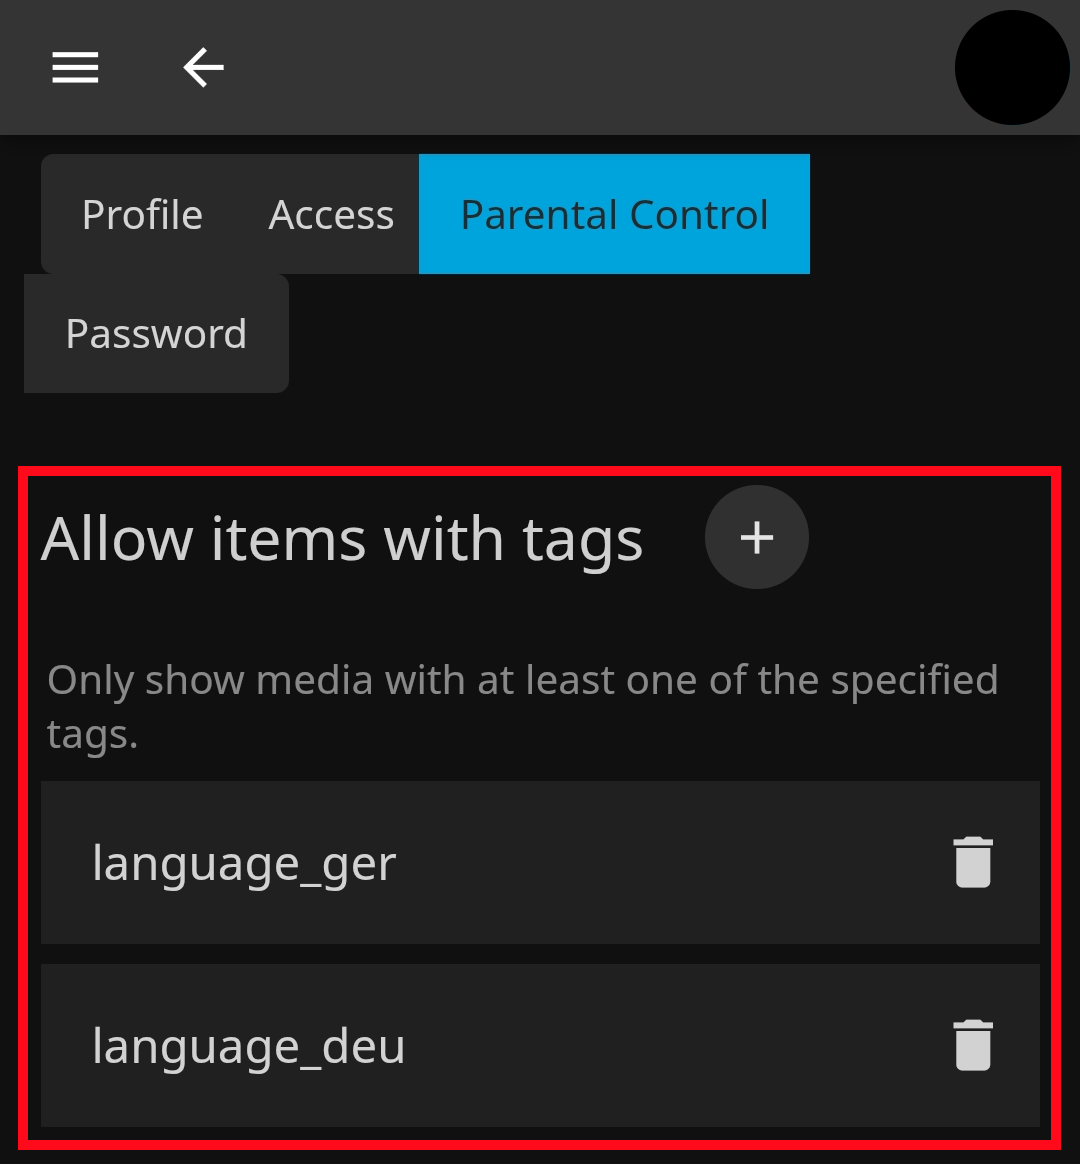 Profile
Access
Parental Control
Password
Allow items with tags
Only show media with at least one of the specified
tags.
language_ger
language_deu